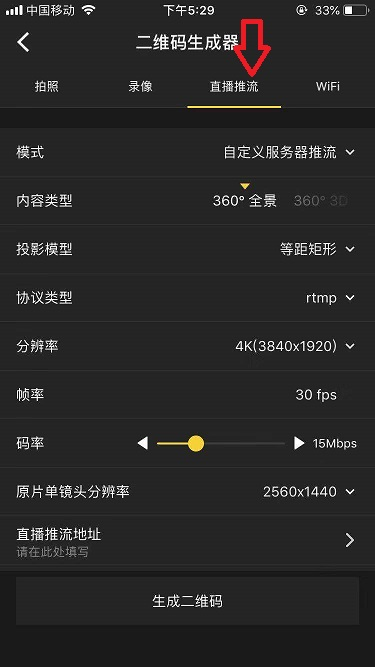 中国移动 下午5:29 33%
二维码生成器
拍照 录像 直播推流 WiFi
模式 自定义服务器推流
内容类型 360° 全景 360° 3D
投影模型 等距矩形
协议类型 rtmp
分辨率 4K(3840x1920)
帧率 30 fps
码率 15Mbps
原片单镜头分辨率 2560x1440
直播推流地址
请在此处填写
生成二维码